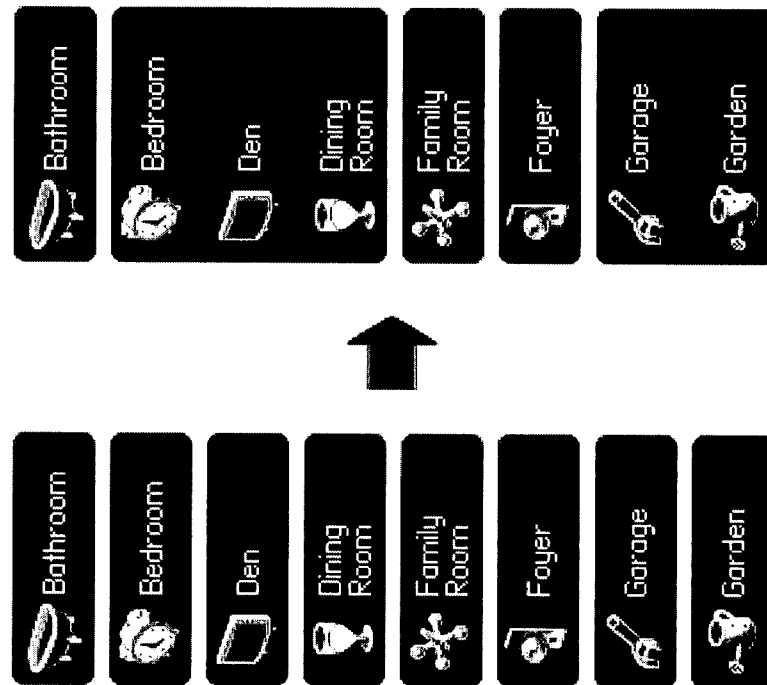 Bathroom
Bedroom
Den
Dining
Room
Family
Room
Foyer
Garage
Garden
Bathroom
Bedroom
Den
Dining
Room
Family
Room
Foyer
Garage
Garden